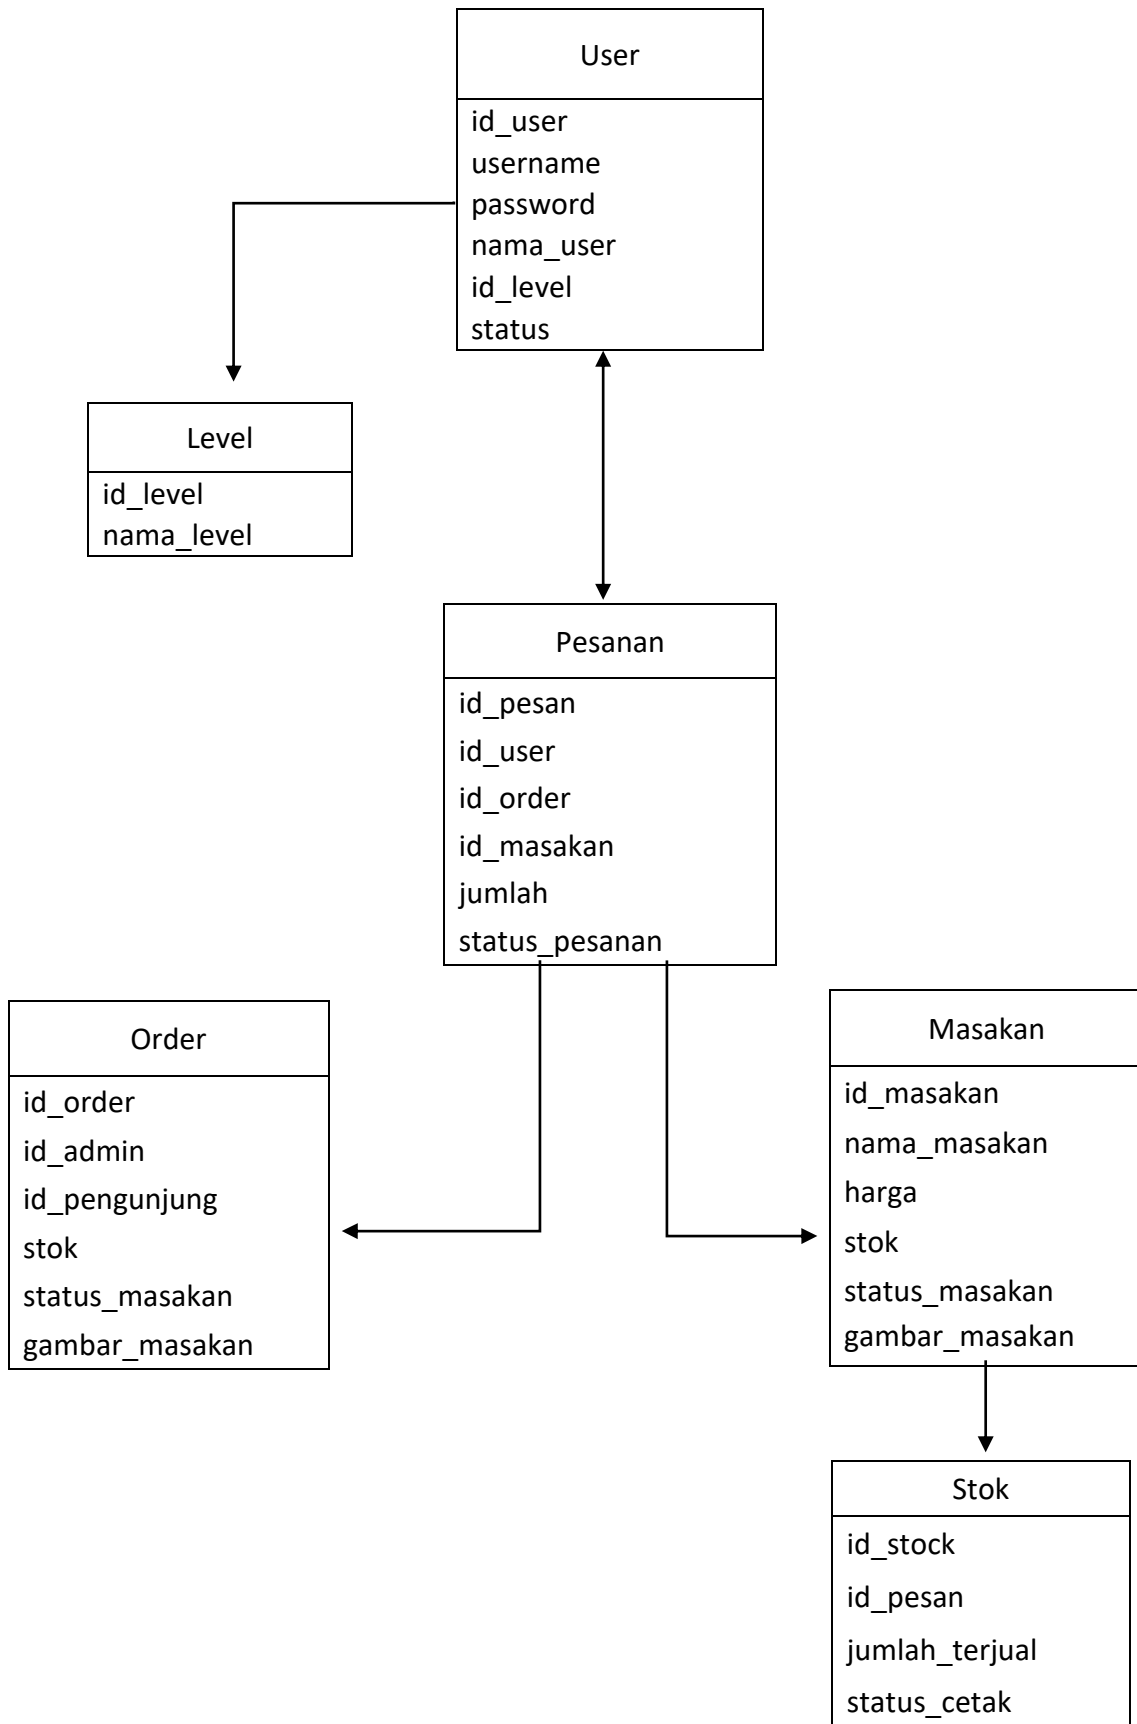 User
id_user
username
password
nama_user
id_level
status
Level
id_level
nama_level
Pesanan
id_pesan
id_user
id_order
id_masakan
jumlah
status_pesanan
Order
id_order
id_admin
id_pengunjung
stok
status_masakan
gambar_masakan
Masakan
id_masakan
nama_masakan
harga
stok
status_masakan
gambar_masakan
Stok
id_stock
id_pesan
jumlah_terjual
status_cetak